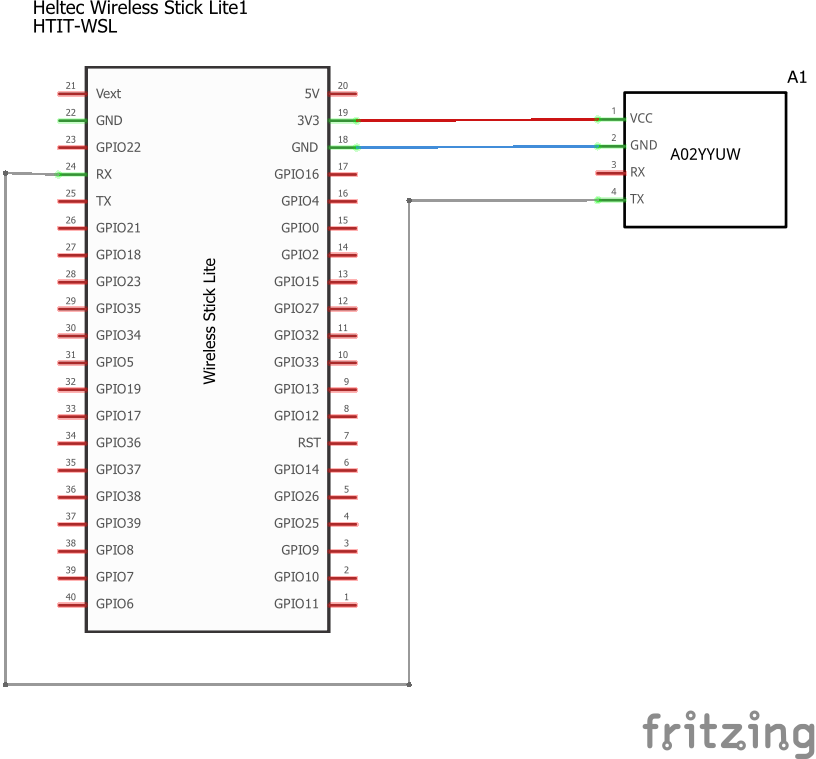 Heltec Wireless Stick Lite1
HTIT-WSL
21 Vext 5V 20
22 GND 3V3 19
23 GPIO22 GND 18
24 RX GPIO16 17
25 TX GPIO4 16
26 GPIO21 GPIO0 15
27 GPIO18 GPIO2 14
28 GPIO23 GPIO15 13
29 GPIO35 GPIO27 12
30 GPIO34 GPIO32 11
31 GPIO5 GPIO33 10
32 GPIO19 GPIO13 9
33 GPIO17 GPIO12 8
34 GPIO36 RST 7
35 GPIO37 GPIO14 6
36 GPIO38 GPIO26 5
37 GPIO39 GPIO25 4
38 GPIO8 GPIO9 3
39 GPIO7 GPIO10 2
40 GPIO6 GPIO11 1
Wireless Stick Lite
A1
1 VCC
2 GND
3 RX
4 TX
A02YYUW
fritzing